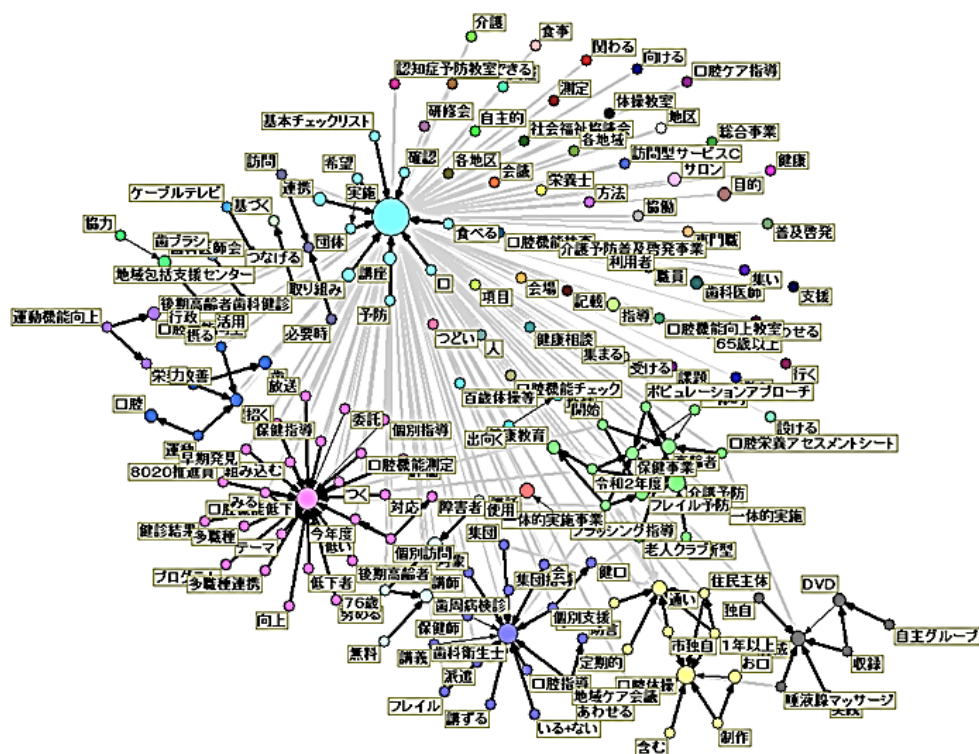 介護
食事
関わる
向ける
認知症予防教室
できる
口腔ケア指導
測定
研修会
自主的
体操教室
基本チェックリスト
社会福祉協議会
地区
各地域
総合事業
訪問
希望
確認
各地区
会議
訪問型サービスC
連携
実施
栄養士
サロン
健康
ケーブルテレビ
方法
目的
基づく
協働
協力
歯ブラシ
団体
食べる
専門職
普及啓発
つなげる
介護予防普及啓発事業
利用者
地域包括支援センター
講座
口
職員
集い
取り組み
項目
会場
歯科医師
支援
後期高齢者歯科健診
予防
記載
指導
運動機能向上
行政
活用
必要時
つどい
人
健康相談
口腔機能向上教室
摂る
集まる
65歳以上
受ける
行く
放送
口腔機能チェック
課題
ポピュレーションアプローチ
百歳体操等
口腔
招く
委託
開始
設ける
保健指導
個別指導
出向く
口腔栄養アセスメントシート
早期発見
保健事業
8020推進員
組み込む
口腔機能測定
令和2年度
みる
つく
介護予防
口腔機能低下
対応
障害者
使用
フレイル予防
健診結果
多職種
今年度
一体的実施事業
一体的実施
テーマ
低い
集団
ブラッシング指導
個別訪問
老人クラブ
多職種連携
低下者
後期高齢者
講師
会
健口
住民主体
DVD
76歳
歯周病検診
通い
独自
向上
努める
保健師
個別支援
自主グループ
歯科衛生士
定期的
市独自
1年以上
無料
講義
お口
収録
派遣
口腔指導
口腔体操
地域ケア会議
唾液腺マッサージ
フレイル
あわせる
講ずる
いる+ない
制作
含む